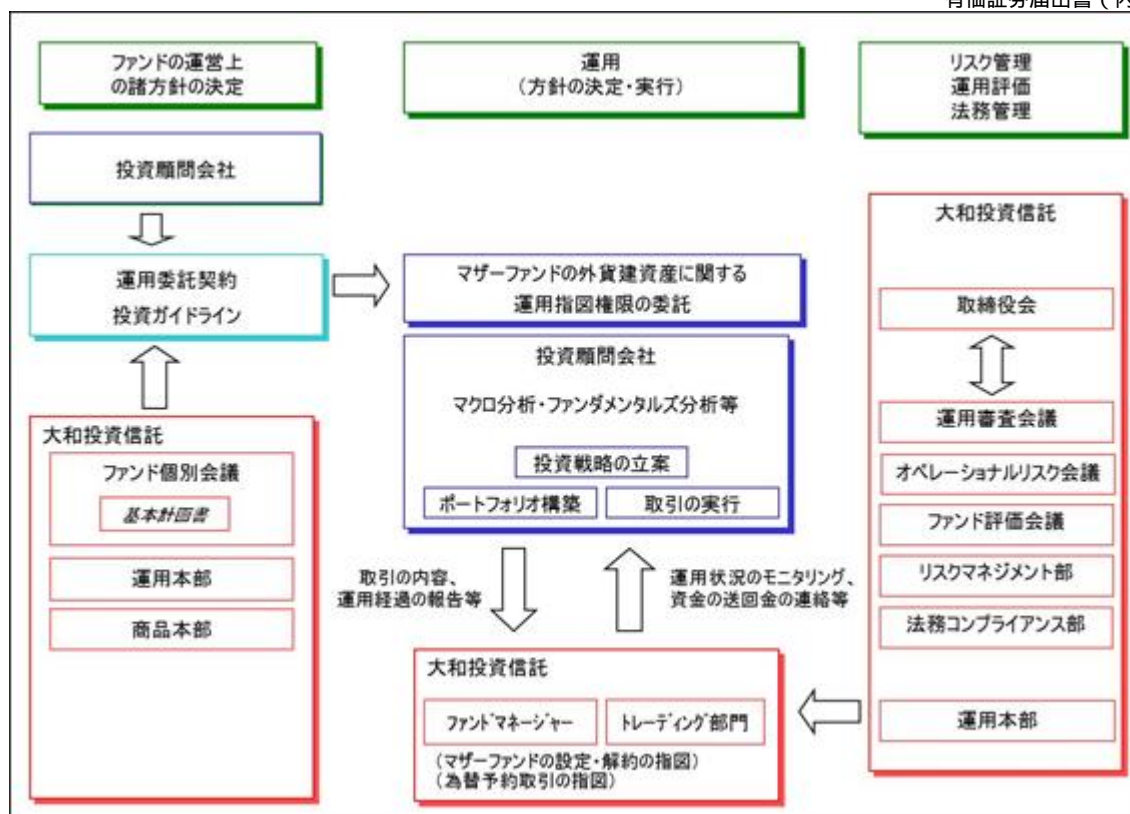 ファンドの運営上
の諸方針の決定
運用
(方針の決定・実行)
リスク管理
運用評価
法務管理
投資顧問会社
運用委託契約
投資ガイドライン
マザーファンドの外貨建資産に関する
運用指図権限の委託
投資顧問会社
マクロ分析・ファンダメンタルズ分析等
投資戦略の立案
ポートフォリオ構築
取引の実行
大和投資信託
ファンド個別会議
基本計画書
運用本部
商品本部
取引の内容、
運用経過の報告等
運用状況のモニタリング、
資金の送回金の連絡等
大和投資信託
ファンドマネージャー
トレーディング部門
(マザーファンドの設定・解約の指図)
(為替予約取引の指図)
大和投資信託
取締役会
運用審査会議
オペレーショナルリスク会議
ファンド評価会議
リスクマネジメント部
法務コンプライアンス部
運用本部